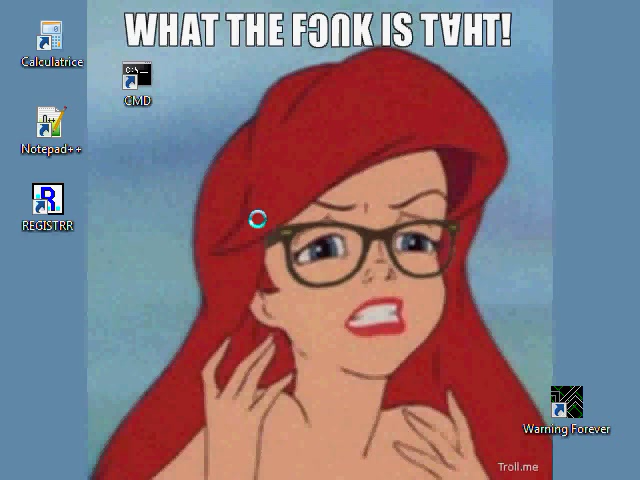 WHAT THE FƆUK IS TAHT!
Calculatrice
C:\
CMD
N++
Notepad++
R
REGISTRR
Warning Forever
Troll.me